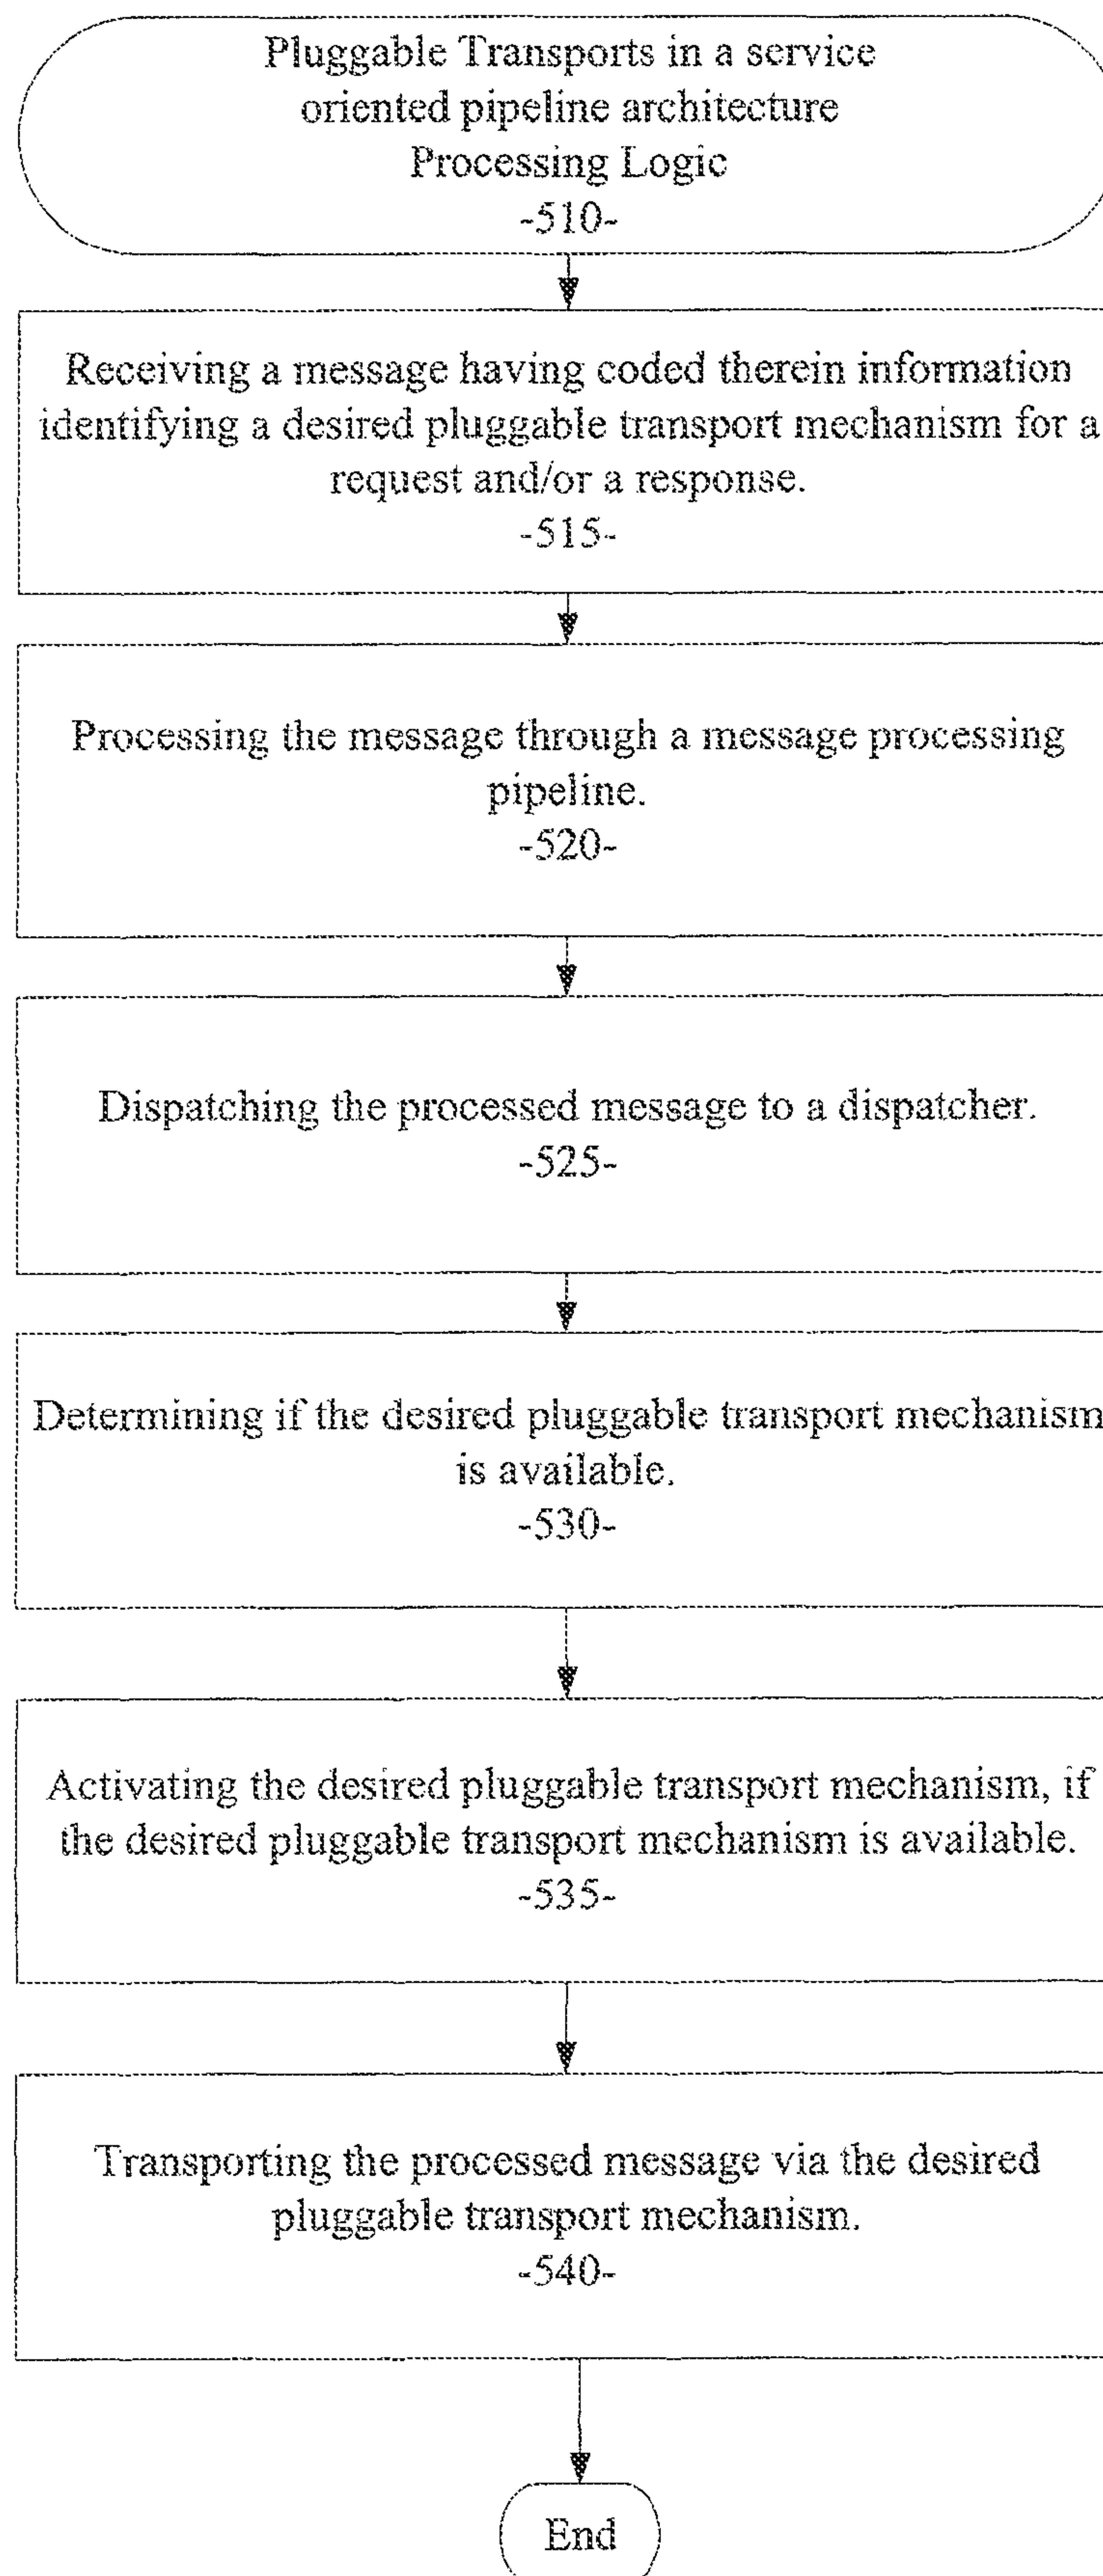 Pluggable Transports in a service
oriented pipeline architecture
Processing Logic
-510-
Receiving a message having coded therein information
identifying a desired pluggable transport mechanism for a
request and/or a response.
-515-
Processing the message through a message processing
pipeline.
-520-
Dispatching the processed message to a dispatcher.
-525-
Determining if the desired pluggable transport mechanism
is available.
-530-
Activating the desired pluggable transport mechanism, if
the desired pluggable transport mechanism is available.
-535-
Transporting the processed message via the desired
pluggable transport mechanism.
-540-
End